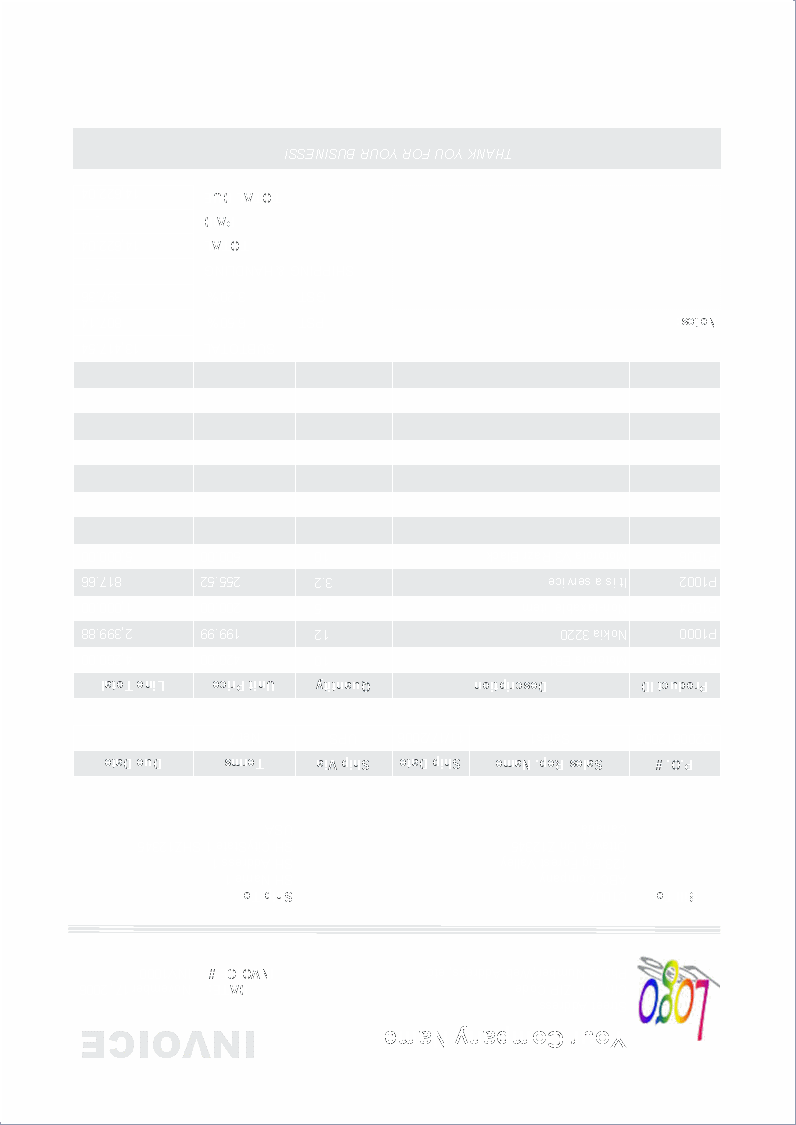 LOGO
Your Company Name INVOICE
INVOICE #
Ship To
P.O. # Sales Rep. Name Ship Date Ship Via Terms Due Date
Product ID Description Quantity Unit Price Line Total
P1000 Nokia 3220 12 199.99 2,399.88
P1002 It is a service 3.2 255.52 817.66
Notes
THANK YOU FOR YOUR BUSINESS!